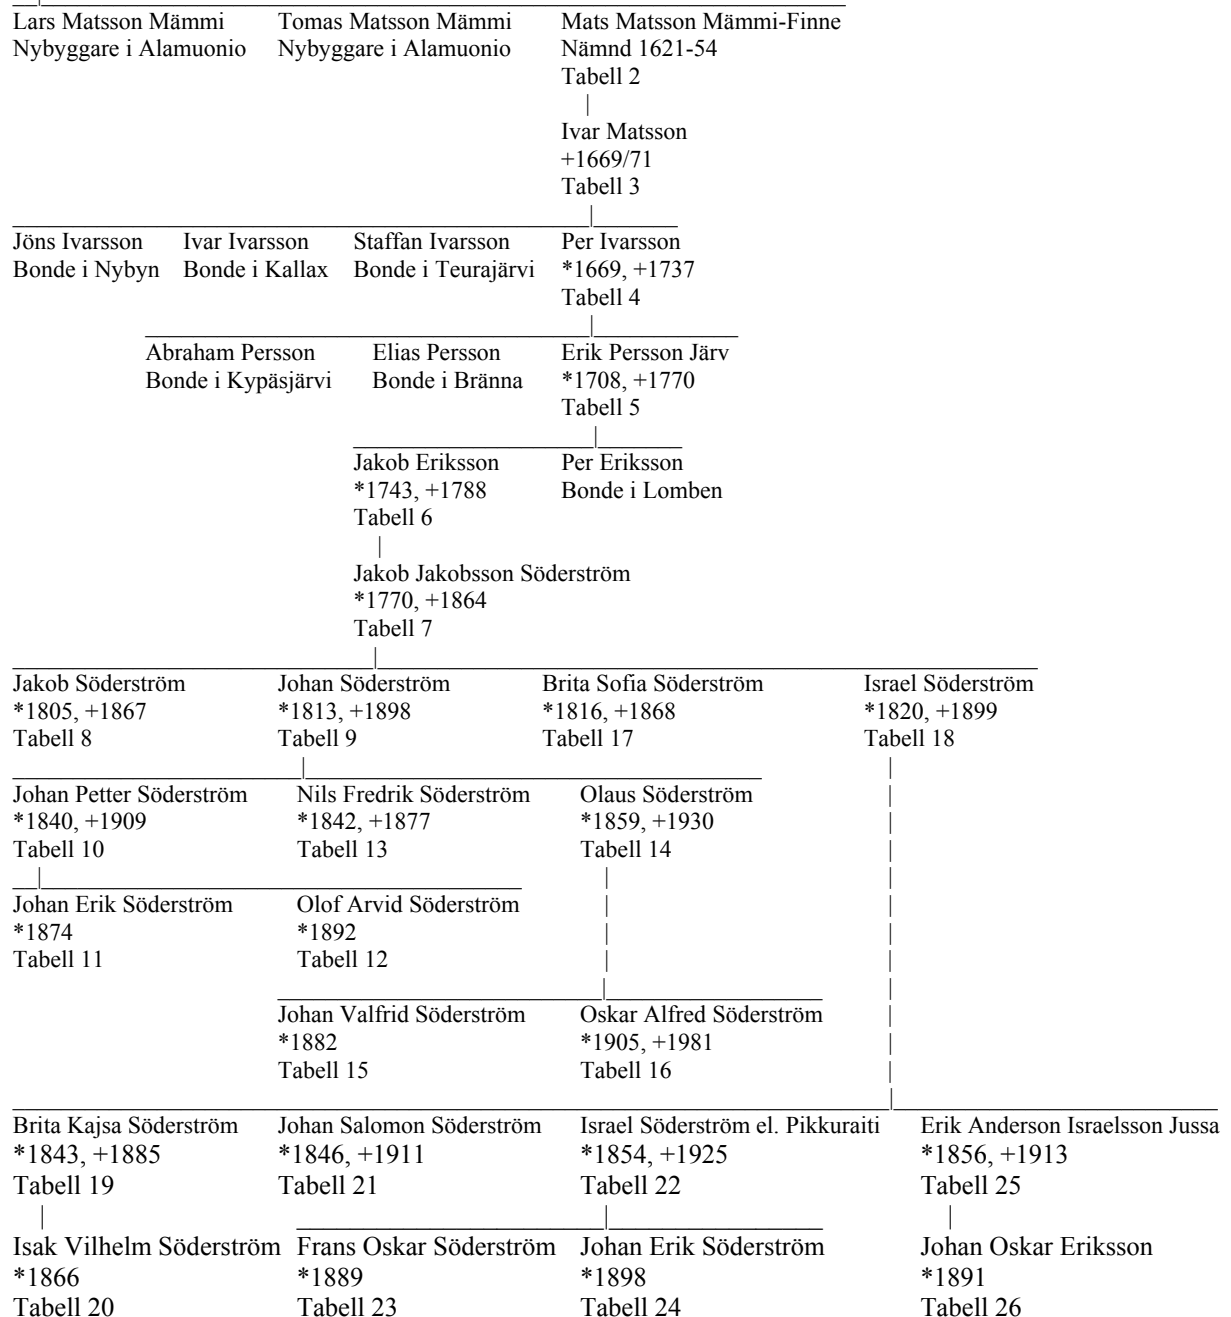 Lars Matsson Mämmi Tomas Matsson Mämmi Mats Matsson Mämmi-Finne
Nybyggare i Alamuonio Nybyggare i Alamuonio Nämnd 1621-54
Tabell 2
Ivar Matsson
+1669/71
Tabell 3
Jöns Ivarsson Ivar Ivarsson Staffan Ivarsson Per Ivarsson
Bonde i Nybyn Bonde i Kallax Bonde i Teurajärvi *1669, +1737
Tabell 4
Abraham Persson Elias Persson Erik Persson Järv
Bonde i Kypäsjärvi Bonde i Bränna *1708, +1770
Tabell 5
Jakob Eriksson Per Eriksson
*1743, +1788 Bonde i Lomben
Tabell 6
Jakob Jakobsson Söderström
*1770, +1864
Tabell 7
Jakob Söderström Johan Söderström Brita Sofia Söderström Israel Söderström
*1805, +1867 *1813, +1898 *1816, +1868 *1820, +1899
Tabell 8 Tabell 9 Tabell 17 Tabell 18
Johan Petter Söderström Nils Fredrik Söderström Olaus Söderström
*1840, +1909 *1842, +1877 *1859, +1930
Tabell 10 Tabell 13 Tabell 14
Johan Erik Söderström Olof Arvid Söderström
*1874 *1892
Tabell 11 Tabell 12
Johan Valfrid Söderström Oskar Alfred Söderström
*1882 *1905, +1981
Tabell 15 Tabell 16
Brita Kajsa Söderström Johan Salomon Söderström Israel Söderström el. Pikkuraiti Erik Anderson Israelsson Jussa
*1843, +1885 *1846, +1911 *1854, +1925 *1856, +1913
Tabell 19 Tabell 21 Tabell 22 Tabell 25
Isak Vilhelm Söderström Frans Oskar Söderström Johan Erik Söderström Johan Oskar Eriksson
*1866 *1889 *1898 *1891
Tabell 20 Tabell 23 Tabell 24 Tabell 26